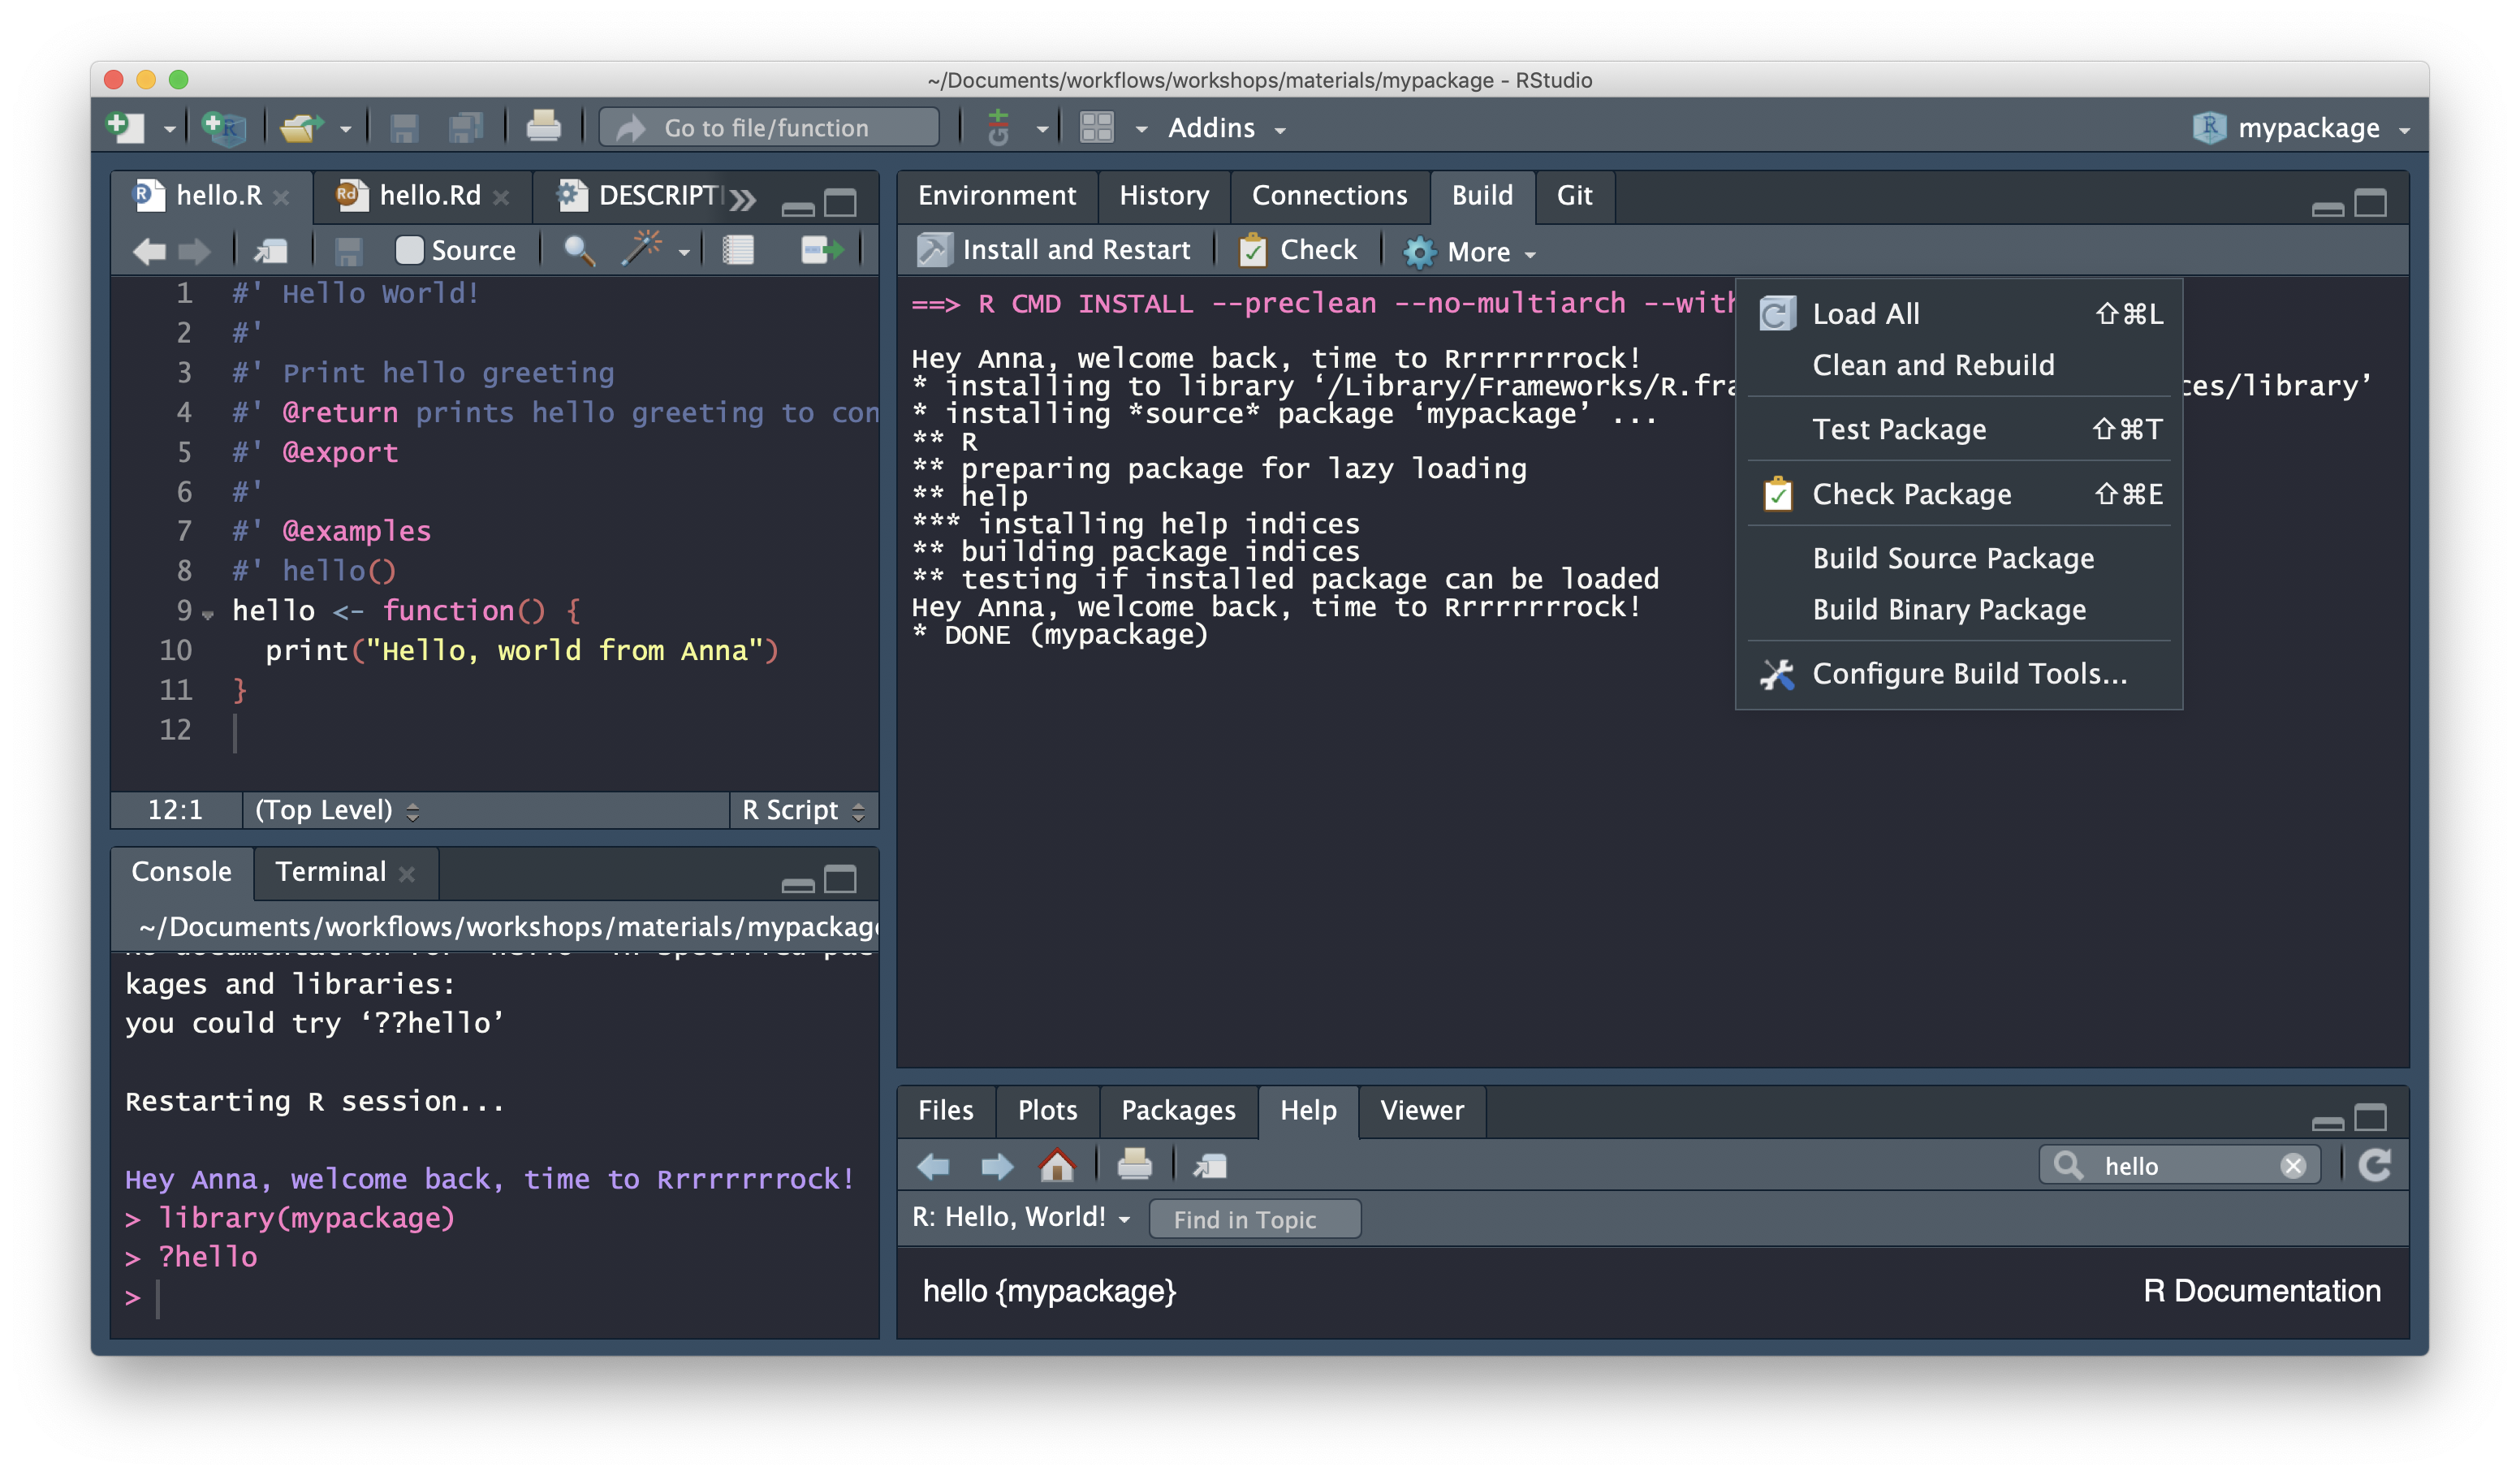 ~/Documents/workflows/workshops/materials/mypackage - RStudio
Go to file/function
Addins
mypackage
hello.R
hello.Rd
DESCRIPTI
Source
1 #' Hello World!
2 #'
3 #' Print hello greeting
4 #' @return prints hello greeting to con
5 #' @export
6 #'
7 #' @examples
8 #' hello()
9 hello <- function() {
10 print("Hello, world from Anna")
11 }
12
12:1 (Top Level) R Script
Console Terminal
~/Documents/workflows/workshops/materials/mypackage
kages and libraries:
you could try ‘??hello’
Restarting R session...
Hey Anna, welcome back, time to Rrrrrrrrock!
> library(mypackage)
> ?hello
>
Environment History Connections Build Git
Install and Restart Check More
==> R CMD INSTALL --preclean --no-multiarch --with
Hey Anna, welcome back, time to Rrrrrrrrock!
* installing to library ‘/Library/Frameworks/R.fra ces/library’
* installing *source* package ‘mypackage’ ...
** R
** preparing package for lazy loading
** help
*** installing help indices
** building package indices
** testing if installed package can be loaded
Hey Anna, welcome back, time to Rrrrrrrrock!
* DONE (mypackage)
Load All ⇧⌘L
Clean and Rebuild
Test Package ⇧⌘T
Check Package ⇧⌘E
Build Source Package
Build Binary Package
Configure Build Tools...
Files Plots Packages Help Viewer
hello
R: Hello, World! Find in Topic
hello {mypackage} R Documentation